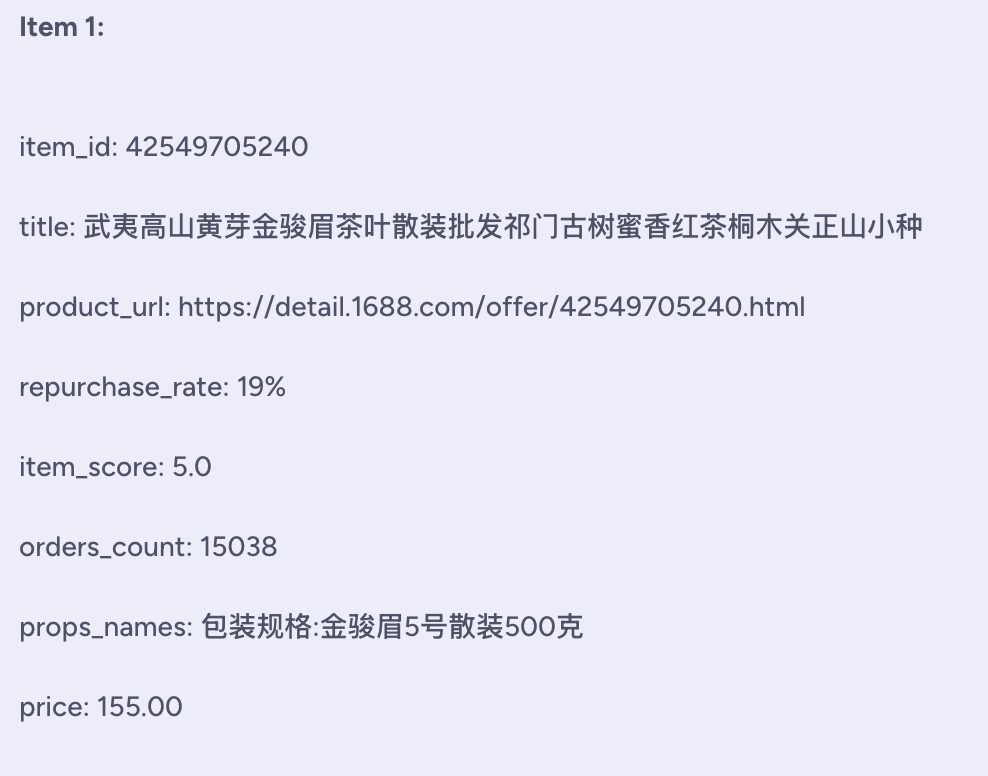 Item 1:
item_id: 42549705240
title: 武夷高山黄芽金骏眉茶叶散装批发祁门古树蜜香红茶桐木关正山小种
product_url: https://detail.1688.com/offer/42549705240.html
repurchase_rate: 19%
item_score: 5.0
orders_count: 15038
props_names: 包装规格:金骏眉5号散装500克
price: 155.00